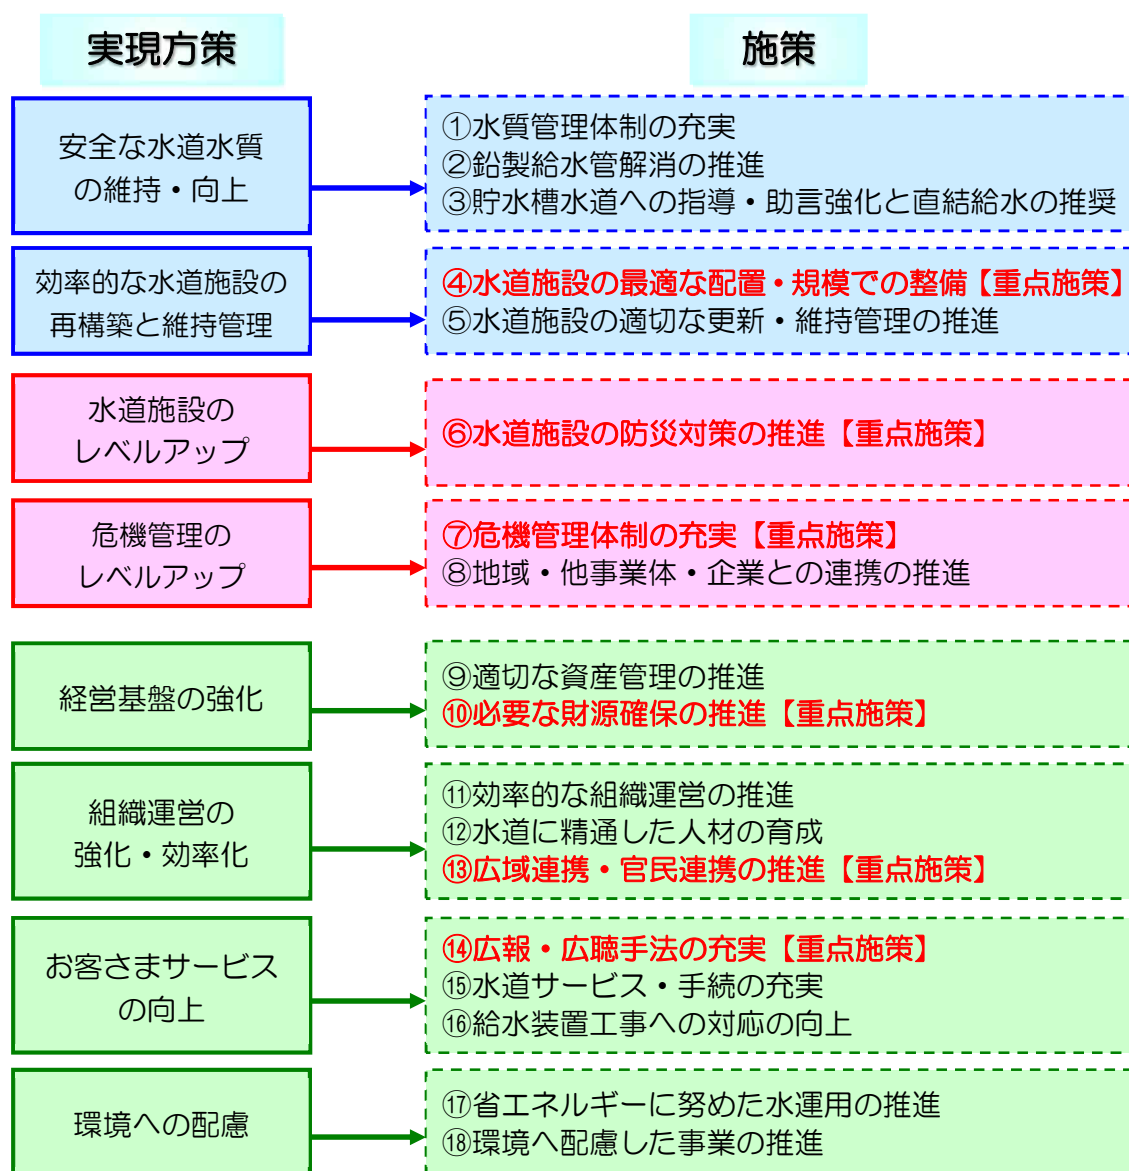 実現方策
施策
安全な水道水質
の維持・向上
①水質管理体制の充実
②鉛製給水管解消の推進
③貯水槽水道への指導・助言強化と直結給水の推奨
効率的な水道施設の
再構築と維持管理
④水道施設の最適な配置・規模での整備【重点施策】
⑤水道施設の適切な更新・維持管理の推進
水道施設の
レベルアップ
⑥水道施設の防災対策の推進【重点施策】
危機管理の
レベルアップ
⑦危機管理体制の充実【重点施策】
⑧地域・他事業体・企業との連携の推進
経営基盤の強化
⑨適切な資産管理の推進
⑩必要な財源確保の推進【重点施策】
組織運営の
強化・効率化
⑪効率的な組織運営の推進
⑫水道に精通した人材の育成
⑬広域連携・官民連携の推進【重点施策】
お客さまサービス
の向上
⑭広報・広聴手法の充実【重点施策】
⑮水道サービス・手続の充実
⑯給水装置工事への対応の向上
環境への配慮
⑰省エネルギーに努めた水運用の推進
⑱環境へ配慮した事業の推進